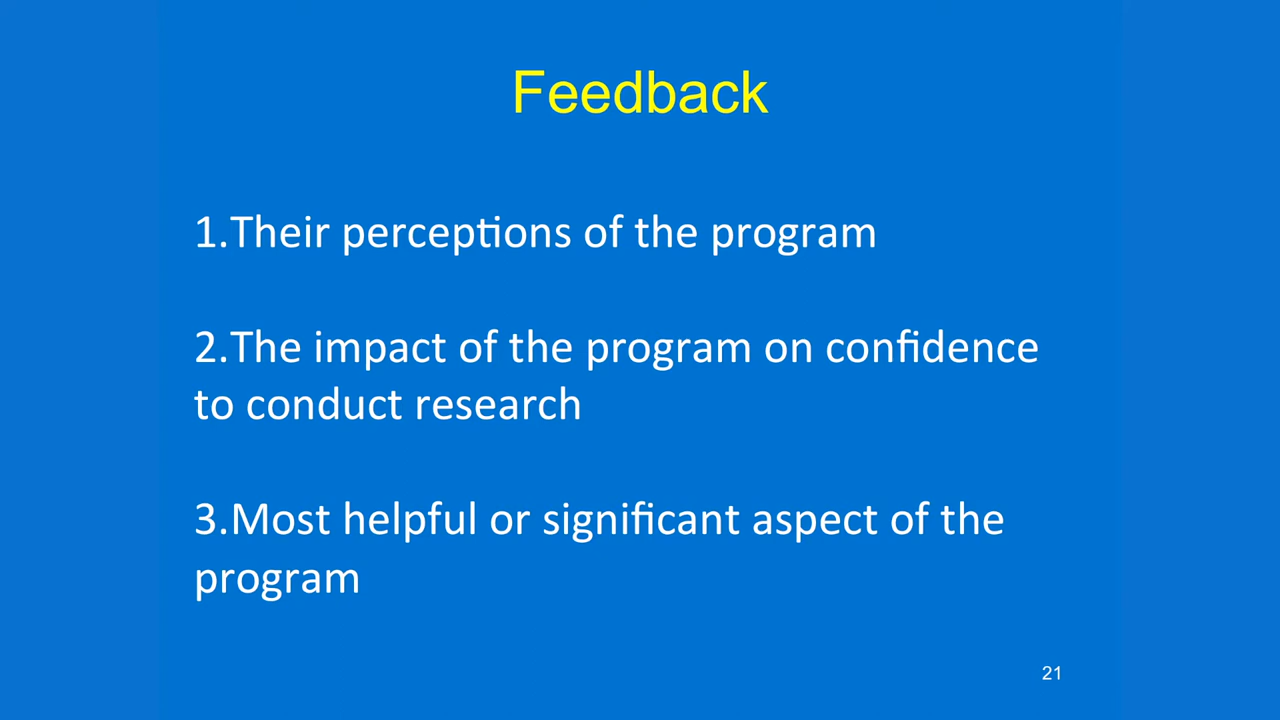 Feedback
1.Their perceptions of the program
2.The impact of the program on confidence
to conduct research
3.Most helpful or significant aspect of the
program
21